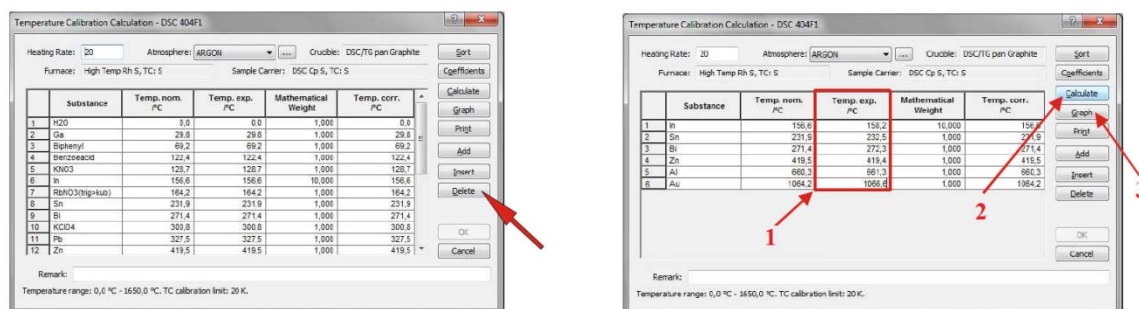 Temperature Calibration Calculation - DSC 404F1
Heating Rate: 20 Atmosphere: ARGON ... Crucible: DSC/TG pan Graphite Sort
Furnace: High Temp Rh S, TC: S Sample Carrier: DSC Cp S, TC: S Coefficients
Substance Temp. nom. /°C Temp. exp. /°C Mathematical Weight Temp. corr. /°C
1 H2O 0,0 0,0 1,000 0,0
2 Ga 29,8 29,8 1,000 29,8
3 Biphenyl 69,2 69,2 1,000 69,2
4 Benzoeacid 122,4 122,4 1,000 122,4
5 KNO3 128,7 128,7 1,000 128,7
6 In 156,6 156,6 10,000 156,6
7 RbNO3(trig>kub) 164,2 164,2 1,000 164,2
8 Sn 231,9 231,9 1,000 231,9
9 Bi 271,4 271,4 1,000 271,4
10 KClO4 300,8 300,8 1,000 300,8
11 Pb 327,5 327,5 1,000 327,5
12 Zn 419,5 419,5 1,000 419,5
Calculate
Graph
Print
Add
Insert
Delete
OK
Cancel
Remark:
Temperature range: 0,0 °C - 1650,0 °C. TC calibration limit: 20 K.
Temperature Calibration Calculation - DSC 404F1
Heating Rate: 20 Atmosphere: ARGON ... Crucible: DSC/TG pan Graphite Sort
Furnace: High Temp Rh S, TC: S Sample Carrier: DSC Cp S, TC: S Coefficients
Substance Temp. nom. /°C Temp. exp. /°C Mathematical Weight Temp. corr. /°C
1 In 156,6 158,2 10,000 156,6
2 Sn 231,9 232,5 1,000 231,9
3 Bi 271,4 272,3 1,000 271,4
4 Zn 419,5 419,4 1,000 419,5
5 Al 660,3 661,3 1,000 660,3
6 Au 1064,2 1066,6 1,000 1064,2
Calculate
Graph
Print
Add
Insert
Delete
OK
Cancel
1
2
3
Remark:
Temperature range: 0,0 °C - 1650,0 °C. TC calibration limit: 20 K.